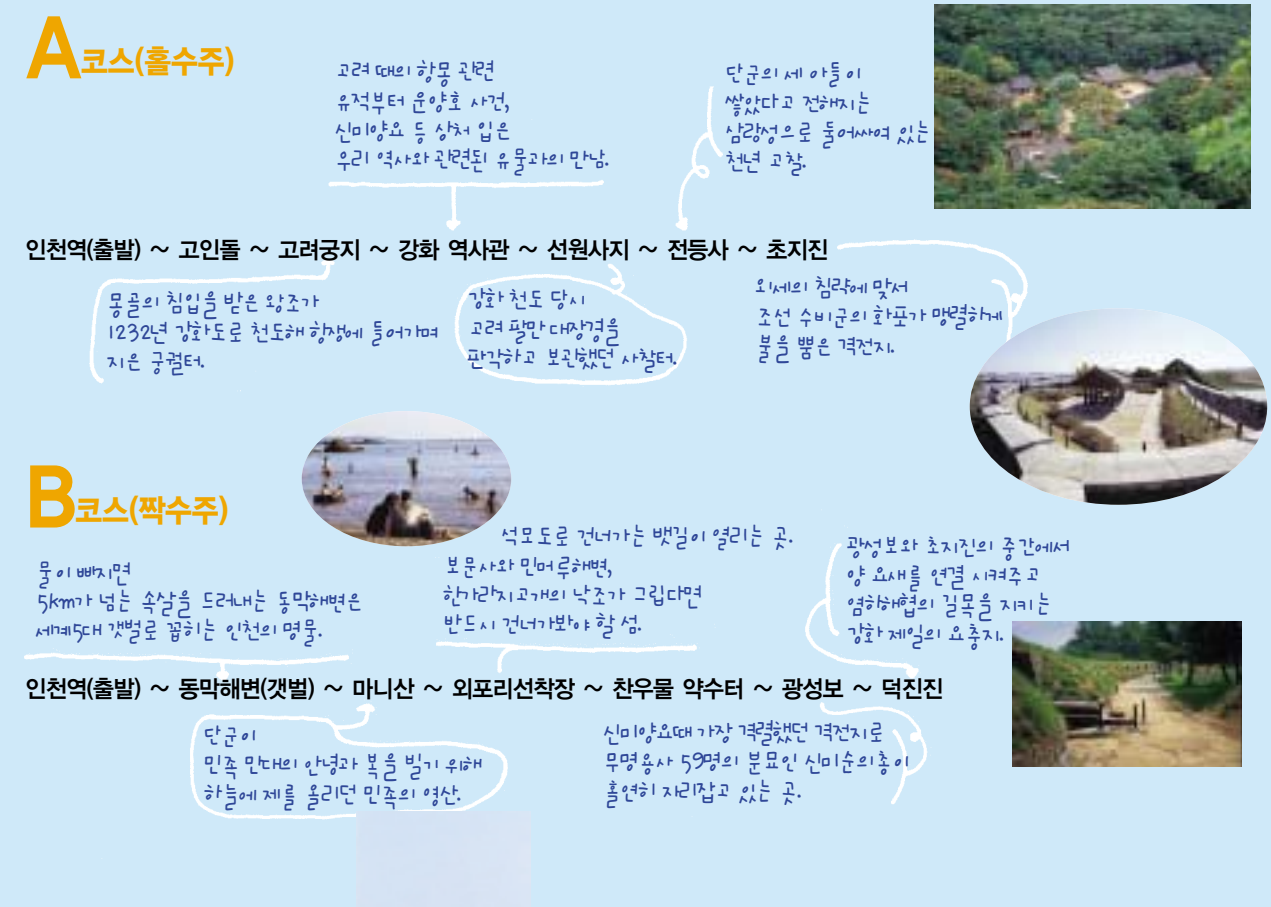 A코스(홀수주)
고려 때의 항몽 관련
유적부터 운양호 사건,
신미양요 등 상처 입은
우리 역사와 관련된 유물과의 만남.
단군의 세 아들이
쌓았다고 전해지는
삼랑성으로 둘어싸여 있는
천년 고찰.
인천역(출발) ~ 고인돌 ~ 고려궁지 ~ 강화 역사관 ~ 선원사지 ~ 전등사 ~ 초지진
몽골의 침입을 받은 왕조가
1232년 강화도로 천도해 항쟁에 들어가며
지은 궁궐터.
강화 천도 당시
고려 팔만 대장경을
판각하고 보관했던 사찰터.
외세의 침략에 맞서
조선 수비군의 화포가 맹렬하게
불을 뿜은 격전지.
B코스(짝수주)
물이 빠지면
5km가 넘는 속살을 드러내는 동막해변은
세계5대 갯벌로 꼽히는 인천의 명물.
석모도로 건너가는 뱃길이 열리는 곳.
보문사와 민머루해변,
한가라지고개의 낙조가 그립다면
반드시 건너가봐야 할 섬.
광성보와 초지진의 중간에서
양 요새를 연결 시켜주고
염하해협의 길목을 지키는
강화 제일의 요충지.
인천역(출발) ~ 동막해변(갯벌) ~ 마니산 ~ 외포리선착장 ~ 찬우물 약수터 ~ 광성보 ~ 덕진진
단군이
민족 만대의 안녕과 복을 빌기 위해
하늘에 제를 올리던 민족의 영산.
신미양요때 가장 격렬했던 격전지로
무명용사 59명의 분묘인 신미순의총이
홀연히 자리잡고 있는 곳.